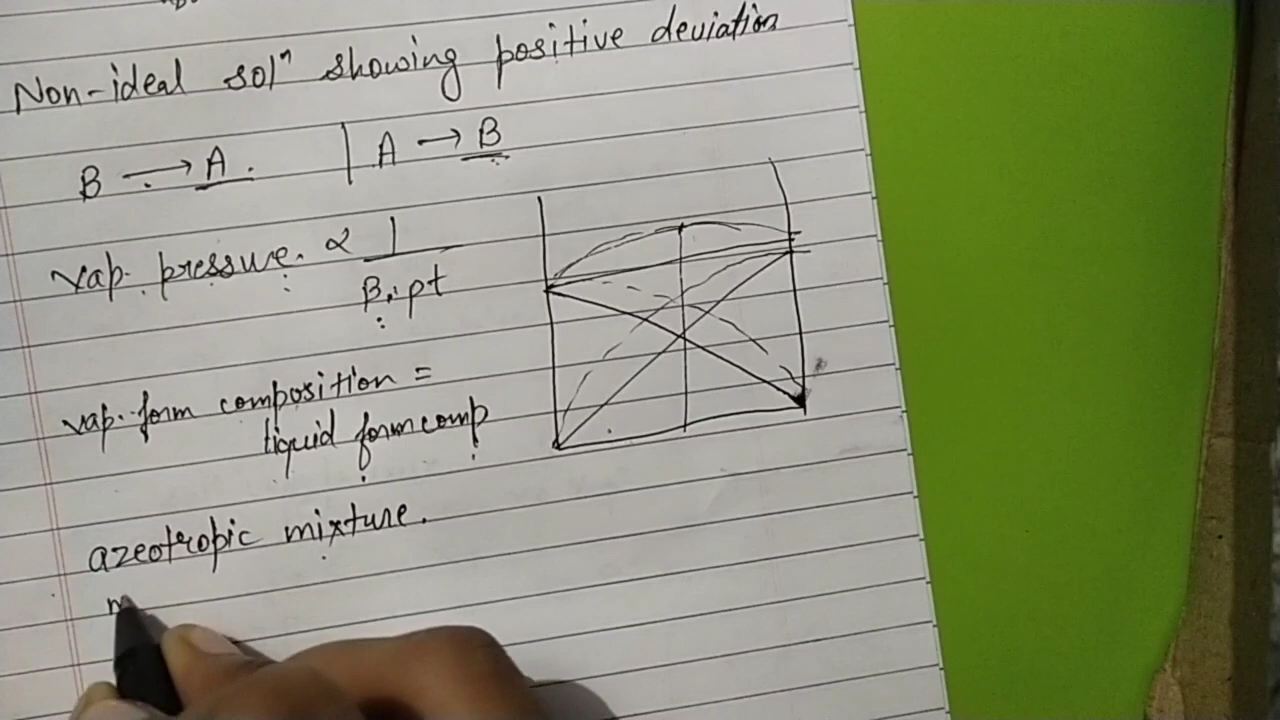 Non-ideal solⁿ showing positive deviation
B → A. | A → B
vap. pressure. ∝ 1
B. pt
vap. form composition =
liquid form comp
azeotropic mixture.